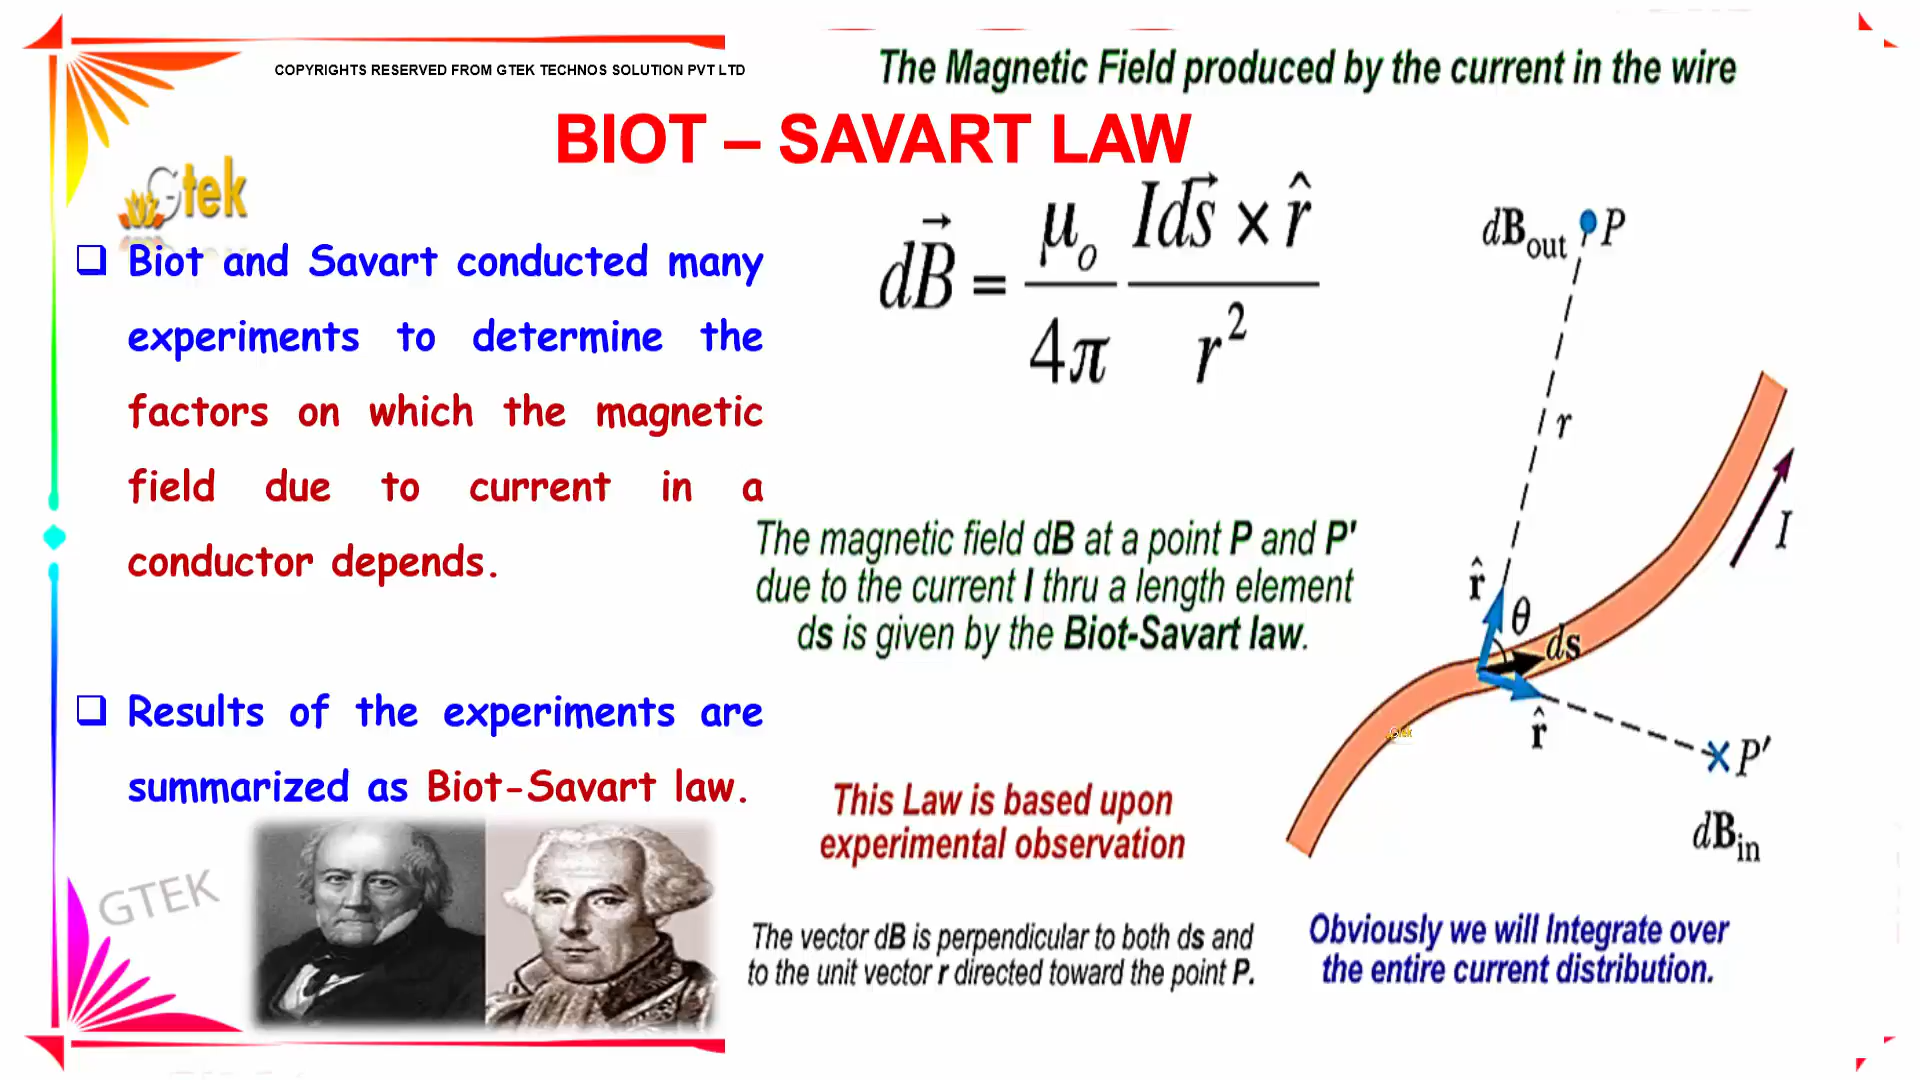 COPYRIGHTS RESERVED FROM GTEK TECHNOS SOLUTION PVT LTD
The Magnetic Field produced by the current in the wire
BIOT – SAVART LAW
Gtek
Biot and Savart conducted many
experiments to determine the
factors on which the magnetic
field due to current in a
conductor depends.
Results of the experiments are
summarized as Biot-Savart law.
GTEK
dB⃗ = μo/4π Ids⃗ × r̂/r²
The magnetic field dB at a point P and P'
due to the current I thru a length element
ds is given by the Biot-Savart law.
This Law is based upon
experimental observation
The vector dB is perpendicular to both ds and
to the unit vector r directed toward the point P.
dBout P
r
I
r̂ θ
ds
r̂
Gtek
P′
dBin
Obviously we will Integrate over
the entire current distribution.